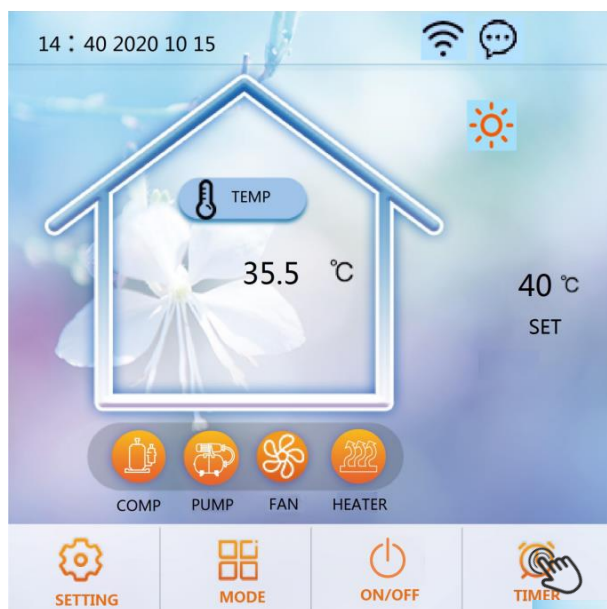 14：40 2020 10 15
TEMP
35.5 ℃
40 ℃
SET
COMP PUMP FAN HEATER
SETTING MODE ON/OFF TIMER